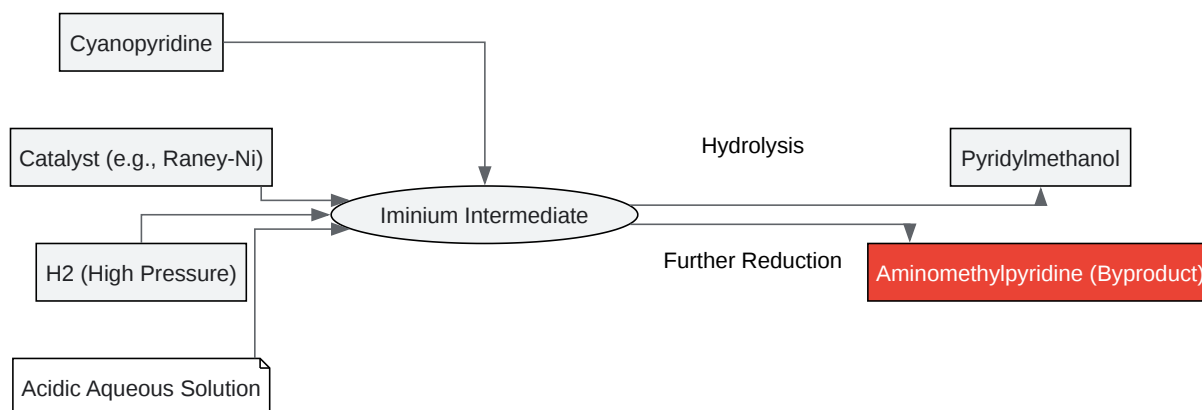 Cyanopyridine
Catalyst (e.g., Raney-Ni)
Hydrolysis
Pyridylmethanol
Iminium Intermediate
H2 (High Pressure)
Further Reduction
Aminomethylpyridine (Byproduct)
Acidic Aqueous Solution